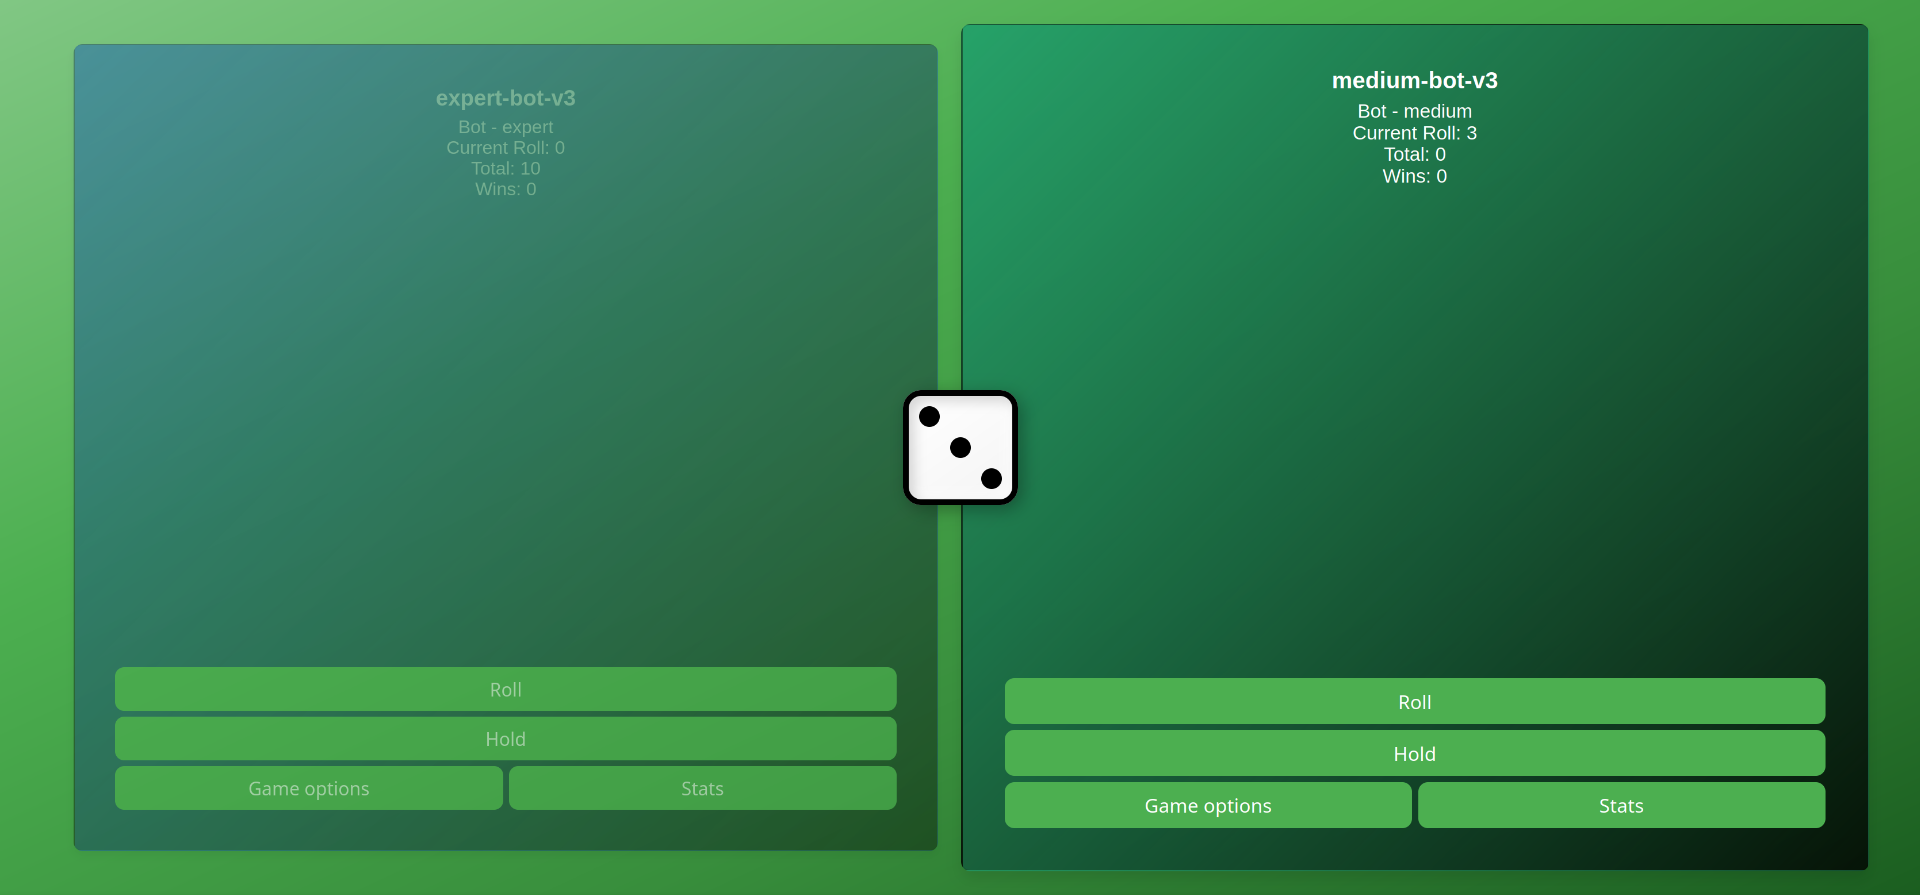 expert-bot-v3
Bot - expert
Current Roll: 0
Total: 10
Wins: 0
Roll
Hold
Game options
Stats
medium-bot-v3
Bot - medium
Current Roll: 3
Total: 0
Wins: 0
Roll
Hold
Game options
Stats